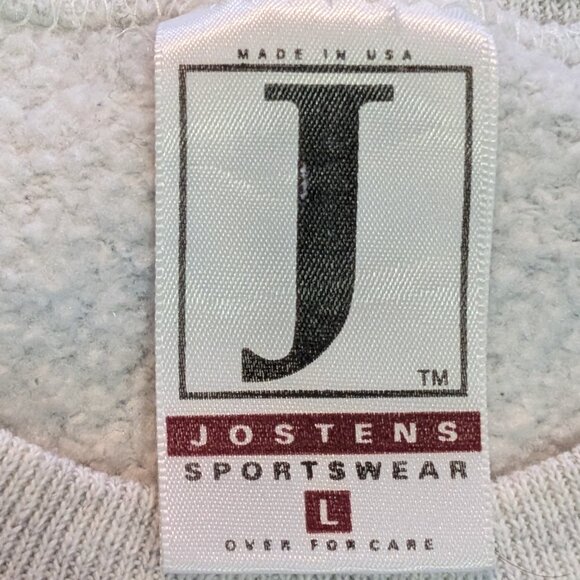 MADE IN USA
J
TM
JOSTENS
SPORTSWEAR
L
OVER FOR CARE